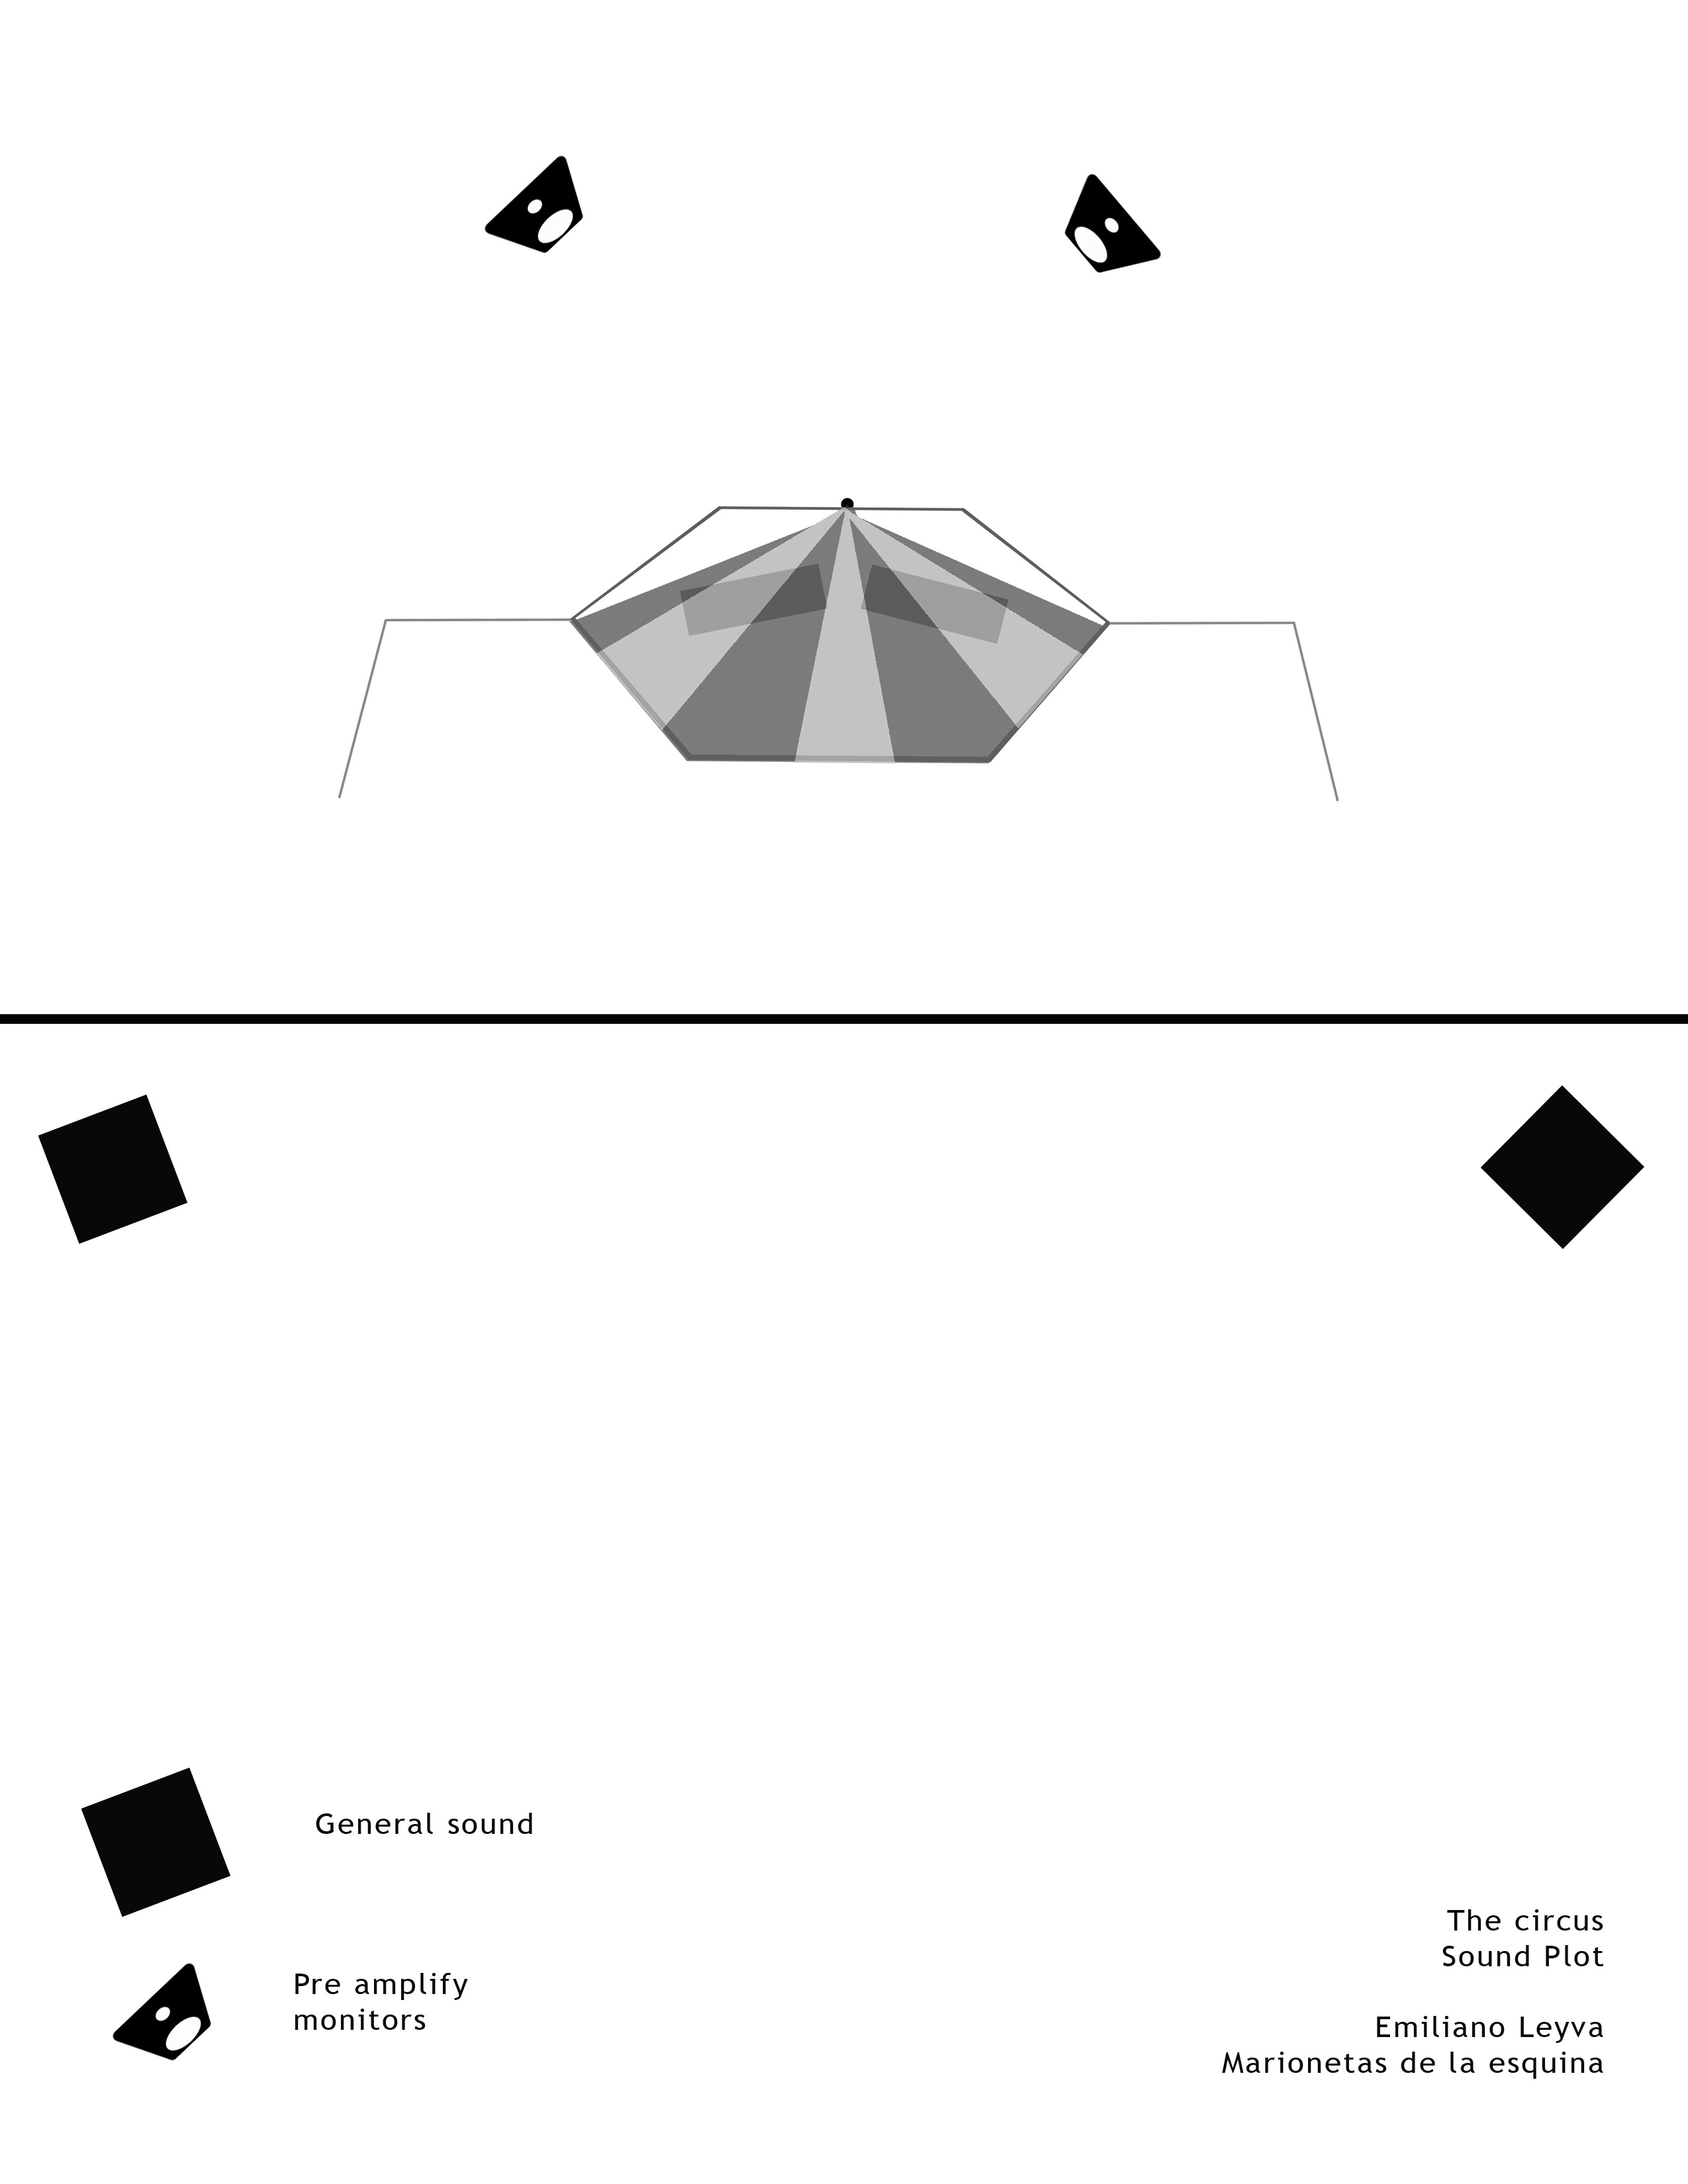 General sound
Pre amplify
monitors
The circus
Sound Plot
Emiliano Leyva
Marionetas de la esquina